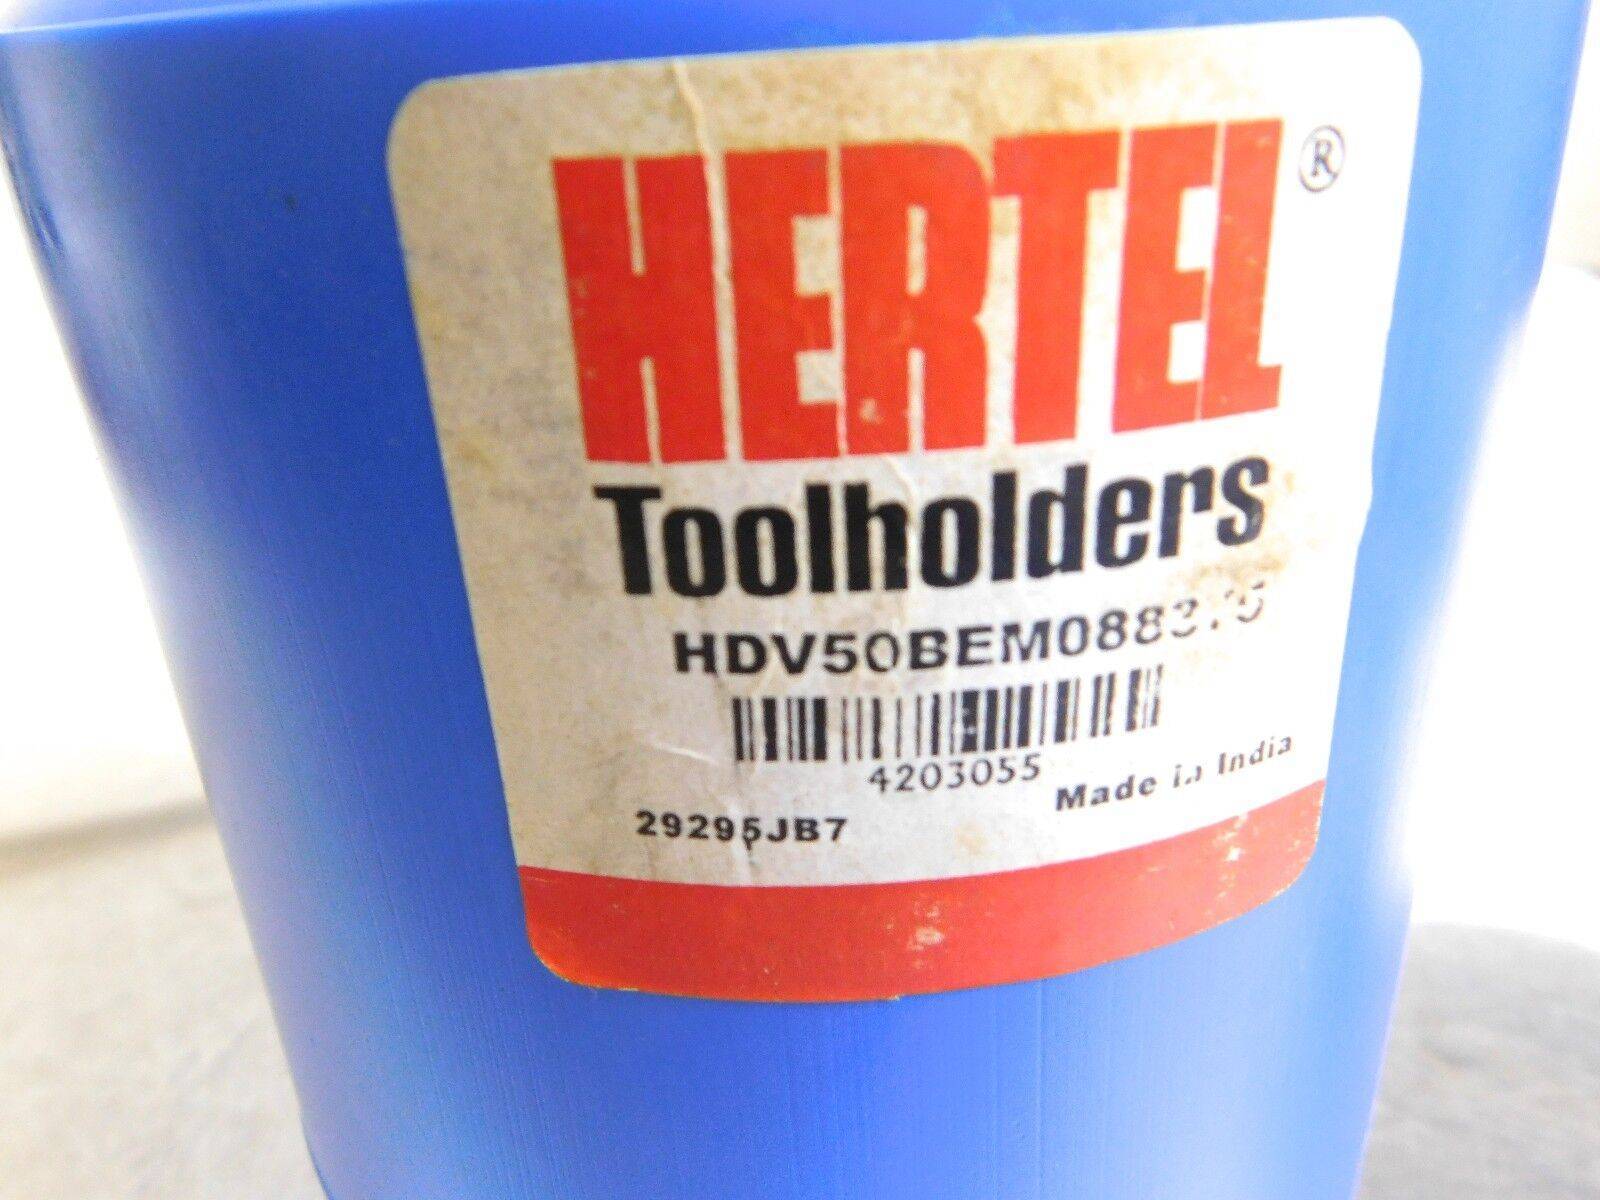 HERTEL®
Toolholders
4203055
Made in India
29295JB7